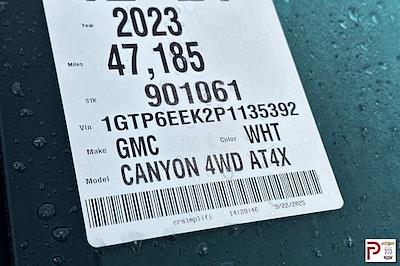 Year 2023
Miles 47,185
STK 901061
Vin 1GTP6EEK2P1135392
Make GMC Color WHT
Model CANYON 4WD AT4X
crsimplifi 14:29:46 9/22/2025
P